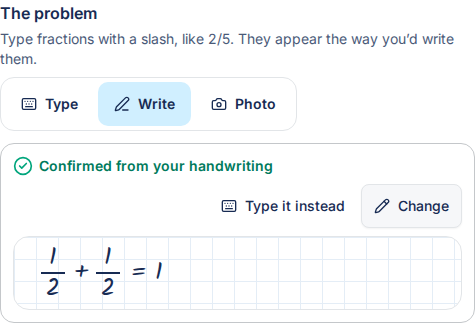 The problem
Type fractions with a slash, like 2/5. They appear the way you’d write
them.
Type Write Photo
Confirmed from your handwriting
Type it instead Change
1/2 + 1/2 = 1